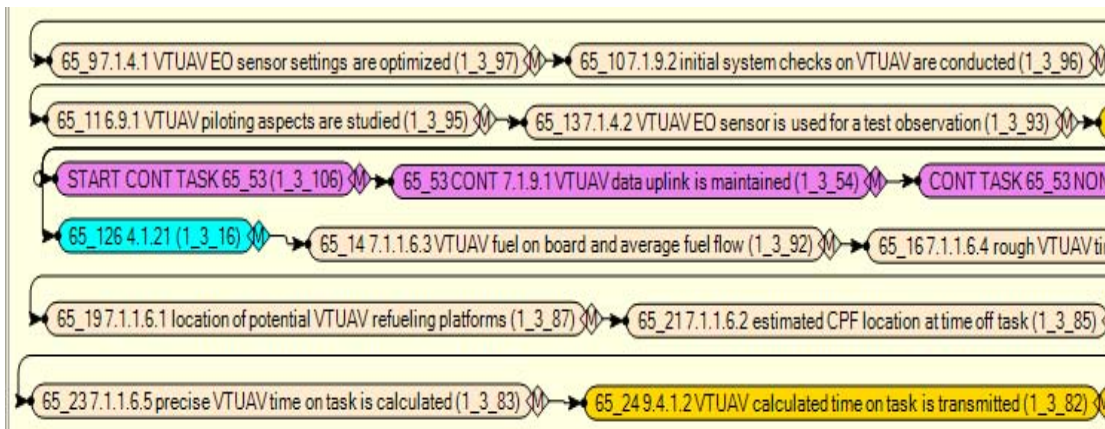 65_9 7.1.4.1 VTUAV EO sensor settings are optimized (1_3_97) M 65_10 7.1.9.2 initial system checks on VTUAV are conducted (1_3_96) M
65_11 6.9.1 VTUAV piloting aspects are studied (1_3_95) M 65_13 7.1.4.2 VTUAV EO sensor is used for a test observation (1_3_93) M
START CONT TASK 65_53 (1_3_106) M 65_53 CONT 7.1.9.1 VTUAV data uplink is maintained (1_3_54) M CONT TASK 65_53 NON
65_126 4.1.21 (1_3_16) M 65_14 7.1.1.6.3 VTUAV fuel on board and average fuel flow (1_3_92) M 65_16 7.1.1.6.4 rough VTUAV ti
65_19 7.1.1.6.1 location of potential VTUAV refueling platforms (1_3_87) M 65_21 7.1.1.6.2 estimated CPF location at time off task (1_3_85)
65_23 7.1.1.6.5 precise VTUAV time on task is calculated (1_3_83) M 65_24 9.4.1.2 VTUAV calculated time on task is transmitted (1_3_82) M